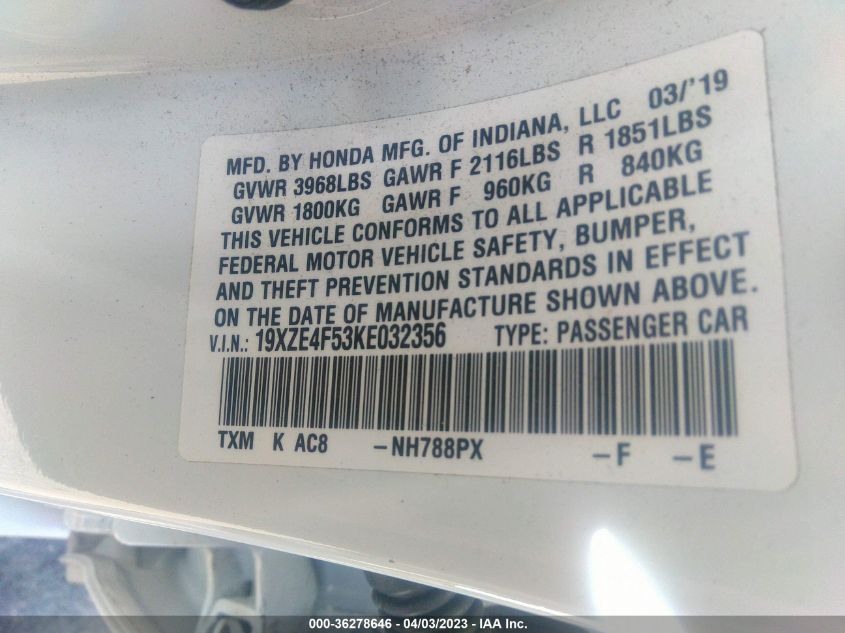 MFD. BY HONDA MFG. OF INDIANA, LLC 03/'19
GVWR 3968LBS GAWR F 2116LBS R 1851LBS
GVWR 1800KG GAWR F 960KG R 840KG
THIS VEHICLE CONFORMS TO ALL APPLICABLE
FEDERAL MOTOR VEHICLE SAFETY, BUMPER,
AND THEFT PREVENTION STANDARDS IN EFFECT
ON THE DATE OF MANUFACTURE SHOWN ABOVE.
V.I.N.: 19XZE4F53KE032356 TYPE: PASSENGER CAR
TXM K AC8 –NH788PX –F –E
000-36278646 - 04/03/2023 - IAA Inc.